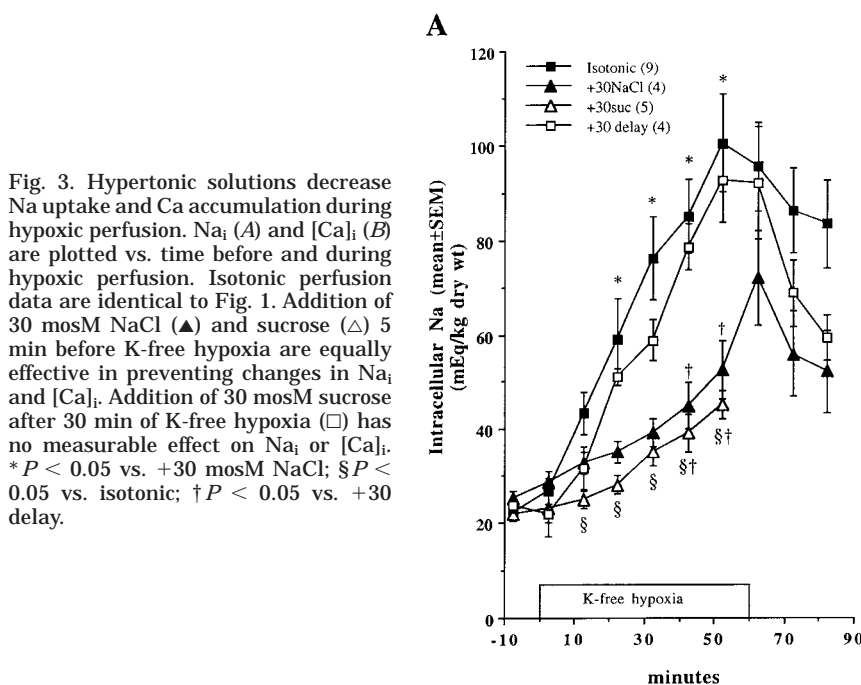 Fig. 3. Hypertonic solutions decrease
Na uptake and Ca accumulation during
hypoxic perfusion. Naᵢ (A) and [Ca]ᵢ (B)
are plotted vs. time before and during
hypoxic perfusion. Isotonic perfusion
data are identical to Fig. 1. Addition of
30 mosM NaCl (▲) and sucrose (△) 5
min before K-free hypoxia are equally
effective in preventing changes in Naᵢ
and [Ca]ᵢ. Addition of 30 mosM sucrose
after 30 min of K-free hypoxia (□) has
no measurable effect on Naᵢ or [Ca]ᵢ.
*P < 0.05 vs. +30 mosM NaCl; §P <
0.05 vs. isotonic; †P < 0.05 vs. +30
delay.
A
Intracellular Na (mean±SEM)
(mEq/kg dry wt)
120
100
80
60
40
20
0
Isotonic (9)
+30NaCl (4)
+30suc (5)
+30 delay (4)
* * * * *
† †
§ § § §† §†
K-free hypoxia
-10 10 30 50 70 90
minutes